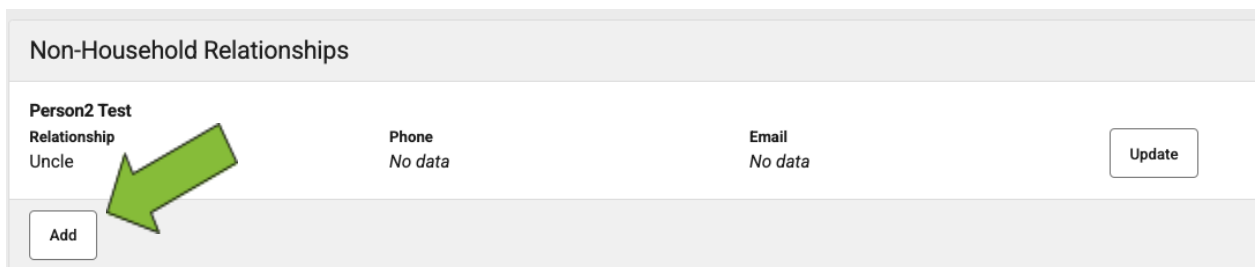 Non-Household Relationships
Person2 Test
Relationship Phone Email
Uncle No data No data
Update
Add